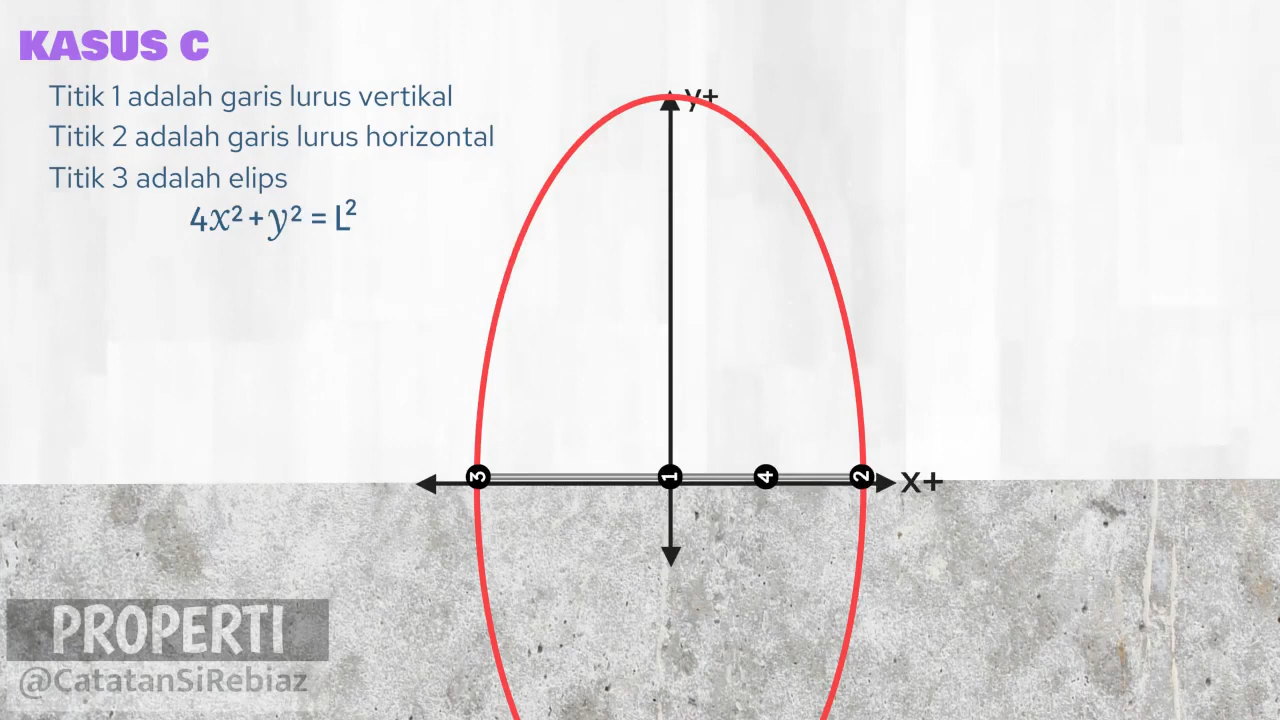 KASUS C
Titik 1 adalah garis lurus vertikal
Titik 2 adalah garis lurus horizontal
Titik 3 adalah elips
4x² + y² = L²
y+
3 1 4 2 x+
PROPERTI
@CatatanSiRebiaz